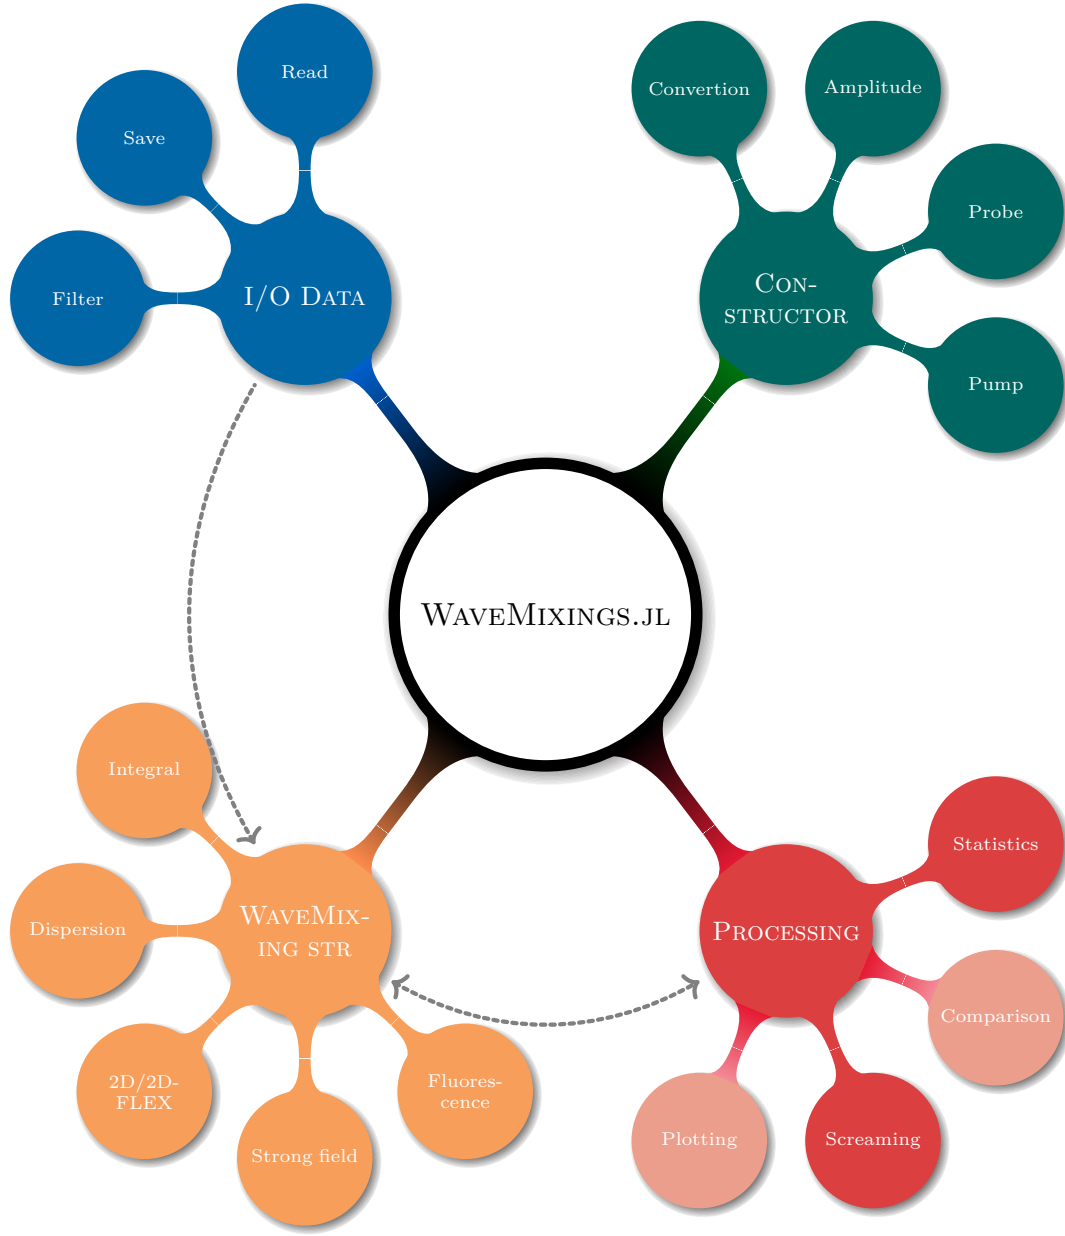 Read
Save
Filter
I/O Data
Convertion
Amplitude
Probe
Pump
Con-
structor
WaveMixings.jl
Integral
Dispersion
2D/2D-
FLEX
Strong field
Fluores-
cence
WaveMix-
ing str
Processing
Statistics
Comparison
Screaming
Plotting